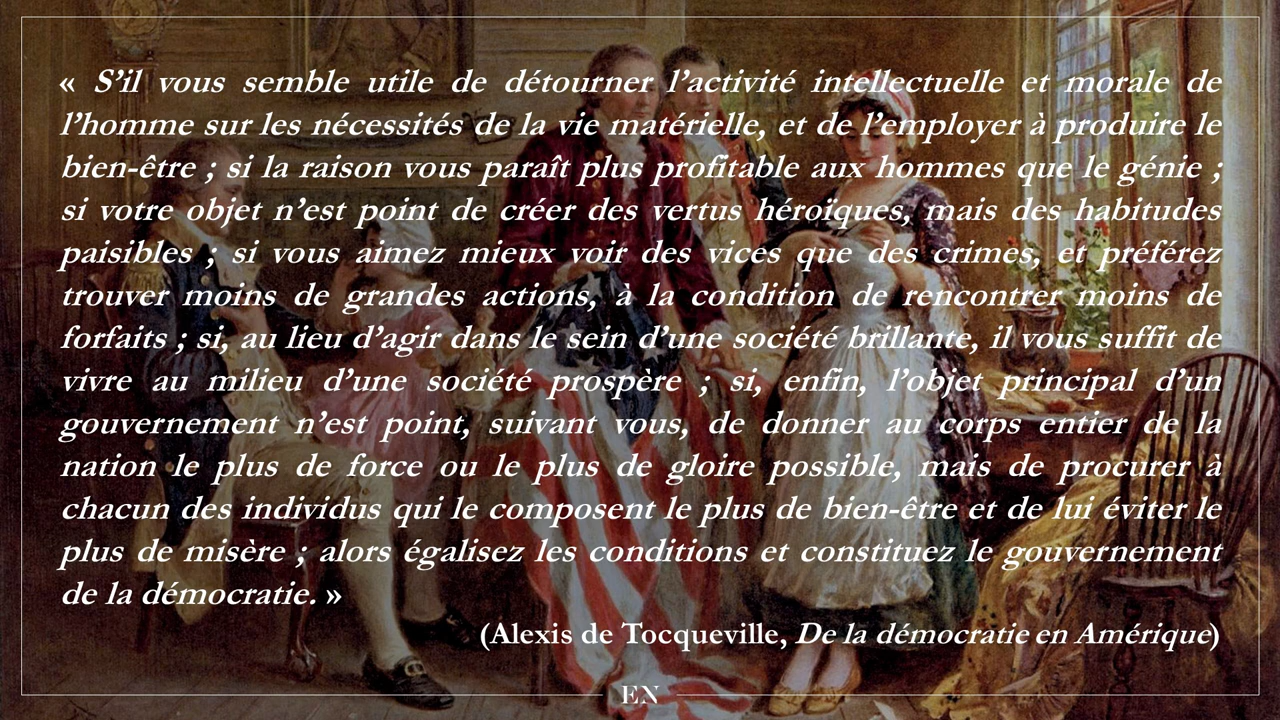 « S’il vous semble utile de détourner l’activité intellectuelle et morale de
l’homme sur les nécessités de la vie matérielle, et de l’employer à produire le
bien-être ; si la raison vous paraît plus profitable aux hommes que le génie ;
si votre objet n’est point de créer des vertus héroïques, mais des habitudes
paisibles ; si vous aimez mieux voir des vices que des crimes, et préférez
trouver moins de grandes actions, à la condition de rencontrer moins de
forfaits ; si, au lieu d’agir dans le sein d’une société brillante, il vous suffit de
vivre au milieu d’une société prospère ; si, enfin, l’objet principal d’un
gouvernement n’est point, suivant vous, de donner au corps entier de la
nation le plus de force ou le plus de gloire possible, mais de procurer à
chacun des individus qui le composent le plus de bien-être et de lui éviter le
plus de misère ; alors égalisez les conditions et constituez le gouvernement
de la démocratie. »
(Alexis de Tocqueville, De la démocratie en Amérique)
EN